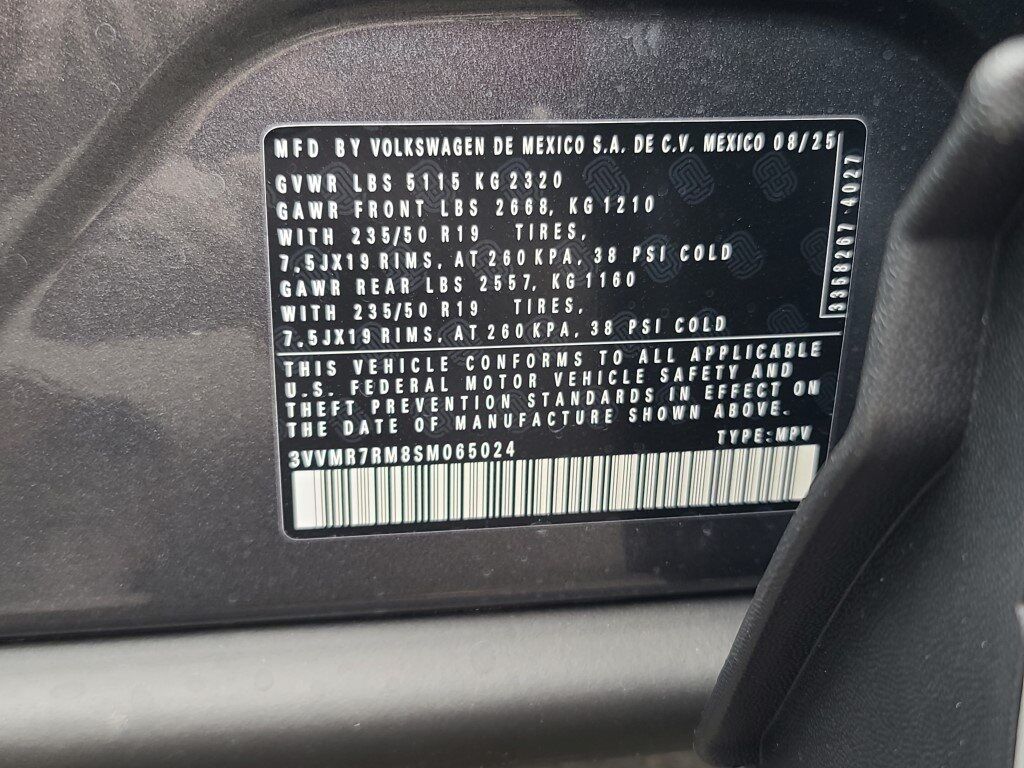 MFD BY VOLKSWAGEN DE MEXICO S.A. DE C.V. MEXICO 08/25
GVWR LBS 5115 KG 2320
GAWR FRONT LBS 2668, KG 1210
WITH 235/50 R19 TIRES,
7.5JX19 RIMS, AT 260 KPA, 38 PSI COLD
GAWR REAR LBS 2557, KG 1160
WITH 235/50 R19 TIRES,
7.5JX19 RIMS, AT 260 KPA, 38 PSI COLD
3368267 4027
THIS VEHICLE CONFORMS TO ALL APPLICABLE
U.S. FEDERAL MOTOR VEHICLE SAFETY AND
THEFT PREVENTION STANDARDS IN EFFECT ON
THE DATE OF MANUFACTURE SHOWN ABOVE.
3VVMR7RM8SM065024 TYPE:MPV